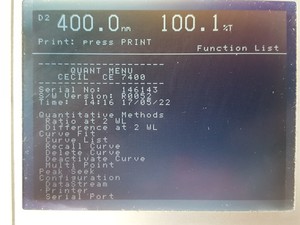 D2 400.0nm 100.1%T
Print: press PRINT
Function List
QUANT MENU
CECIL CE 7400
Serial No: 146143
S/W Version: R0052
Time: 14:16 17/05/22
Quantitative Methods
Ratio at 2 WL
Difference at 2 WL
Curve Fit
Curve List
Recall Curve
Delete Curve
Deactivate Curve
Multi Point
Peak Seek
Configuration
DataStream
Printer
Serial Port